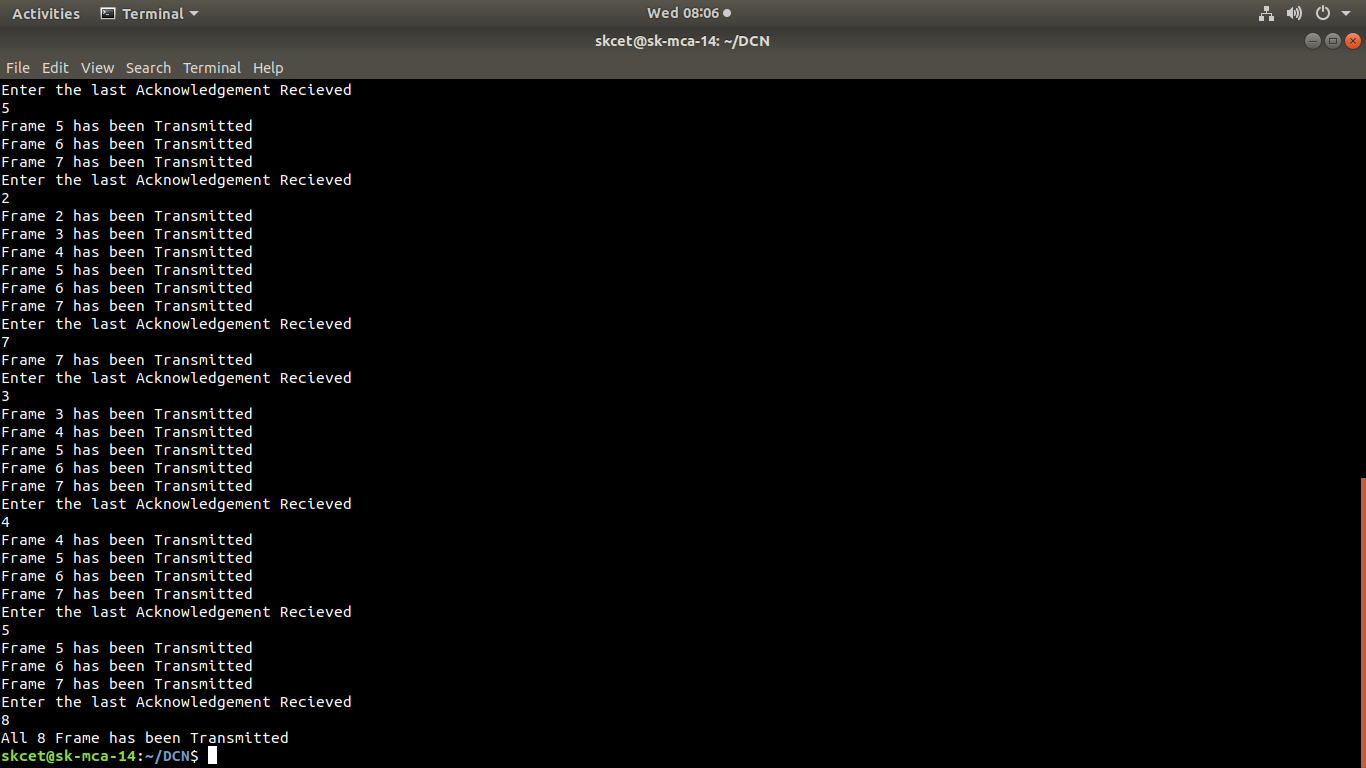 Activities Terminal Wed 08:06
skcet@sk-mca-14: ~/DCN
File Edit View Search Terminal Help
Enter the last Acknowledgement Recieved
5
Frame 5 has been Transmitted
Frame 6 has been Transmitted
Frame 7 has been Transmitted
Enter the last Acknowledgement Recieved
2
Frame 2 has been Transmitted
Frame 3 has been Transmitted
Frame 4 has been Transmitted
Frame 5 has been Transmitted
Frame 6 has been Transmitted
Frame 7 has been Transmitted
Enter the last Acknowledgement Recieved
7
Frame 7 has been Transmitted
Enter the last Acknowledgement Recieved
3
Frame 3 has been Transmitted
Frame 4 has been Transmitted
Frame 5 has been Transmitted
Frame 6 has been Transmitted
Frame 7 has been Transmitted
Enter the last Acknowledgement Recieved
4
Frame 4 has been Transmitted
Frame 5 has been Transmitted
Frame 6 has been Transmitted
Frame 7 has been Transmitted
Enter the last Acknowledgement Recieved
5
Frame 5 has been Transmitted
Frame 6 has been Transmitted
Frame 7 has been Transmitted
Enter the last Acknowledgement Recieved
8
All 8 Frame has been Transmitted
skcet@sk-mca-14:~/DCN$